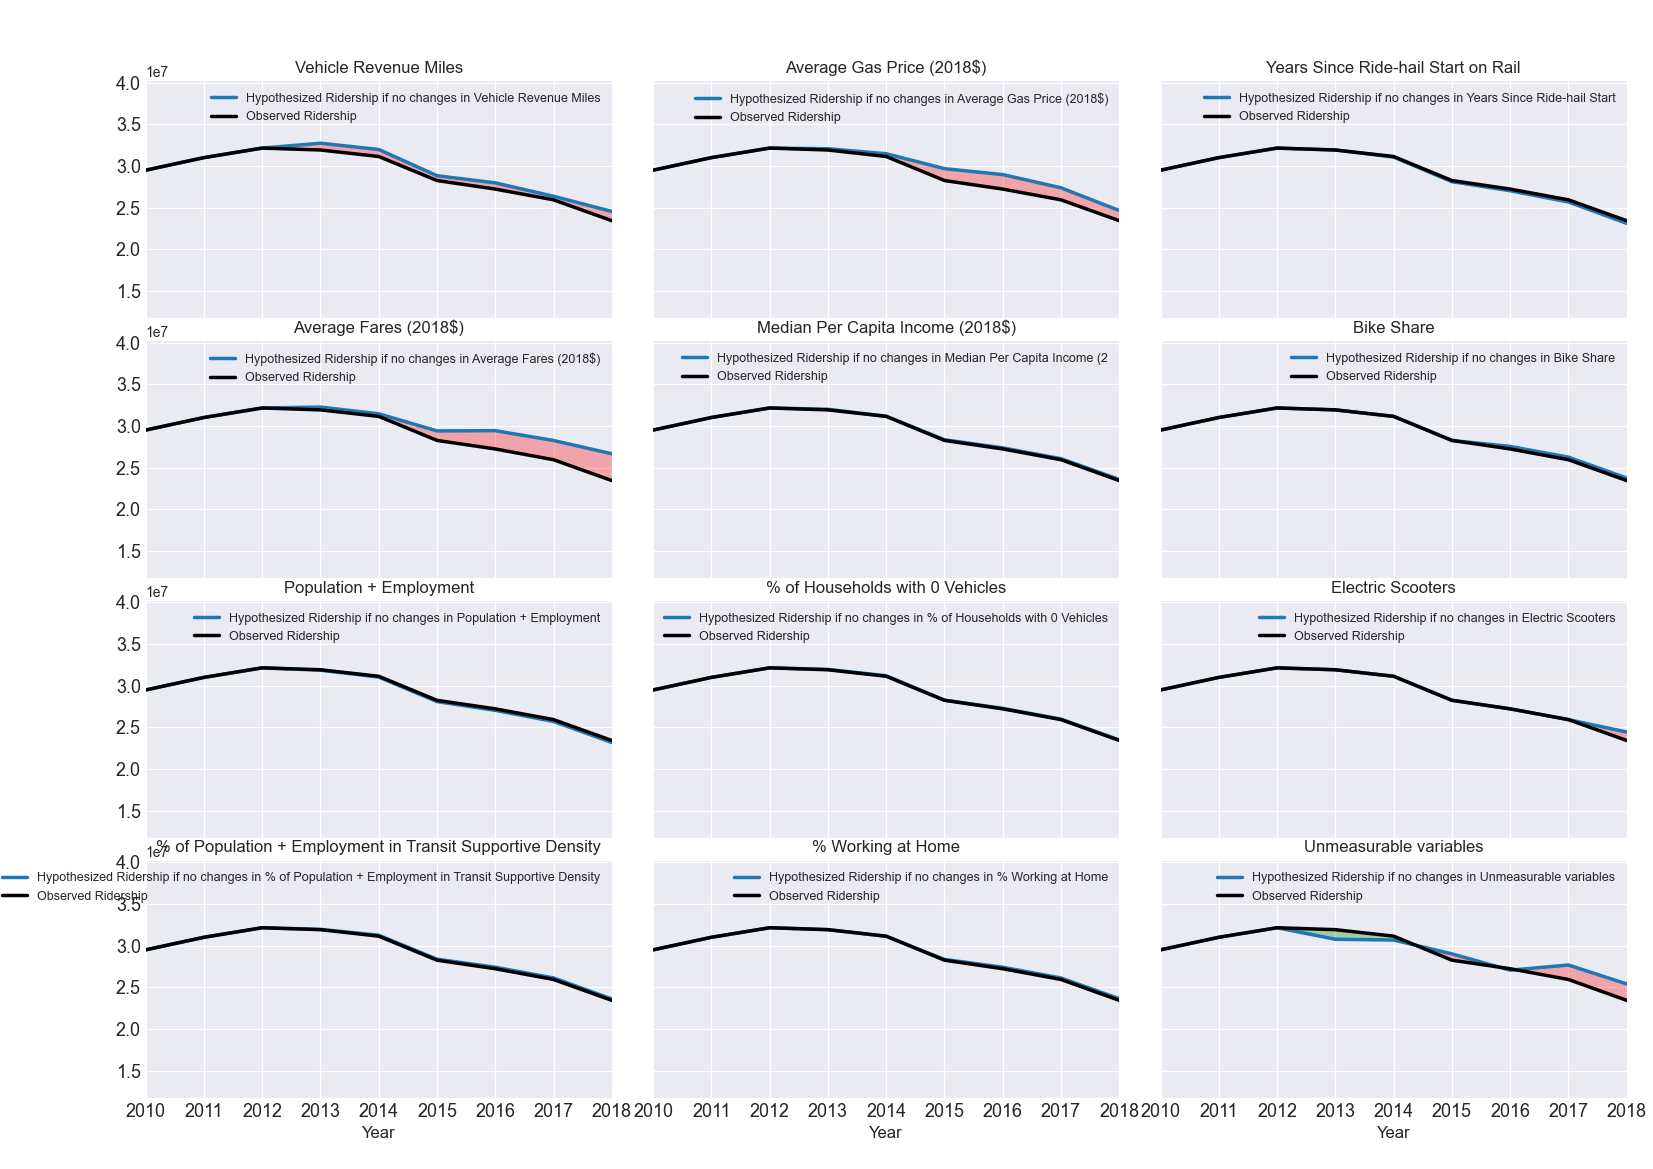 Vehicle Revenue Miles
Average Gas Price (2018$)
Years Since Ride-hail Start on Rail
1e7
4.0
3.5
3.0
2.5
2.0
1.5
Hypothesized Ridership if no changes in Vehicle Revenue Miles
Observed Ridership
Hypothesized Ridership if no changes in Average Gas Price (2018$)
Observed Ridership
Hypothesized Ridership if no changes in Years Since Ride-hail Start
Observed Ridership
Average Fares (2018$)
Median Per Capita Income (2018$)
Bike Share
1e7
4.0
3.5
3.0
2.5
2.0
1.5
Hypothesized Ridership if no changes in Average Fares (2018$)
Observed Ridership
Hypothesized Ridership if no changes in Median Per Capita Income (2
Observed Ridership
Hypothesized Ridership if no changes in Bike Share
Observed Ridership
Population + Employment
% of Households with 0 Vehicles
Electric Scooters
1e7
4.0
3.5
3.0
2.5
2.0
1.5
Hypothesized Ridership if no changes in Population + Employment
Observed Ridership
Hypothesized Ridership if no changes in % of Households with 0 Vehicles
Observed Ridership
Hypothesized Ridership if no changes in Electric Scooters
Observed Ridership
% of Population + Employment in Transit Supportive Density
% Working at Home
Unmeasurable variables
1e7
4.0
3.5
3.0
2.5
2.0
1.5
Hypothesized Ridership if no changes in % of Population + Employment in Transit Supportive Density
Observed Ridership
Hypothesized Ridership if no changes in % Working at Home
Observed Ridership
Hypothesized Ridership if no changes in Unmeasurable variables
Observed Ridership
2010 2011 2012 2013 2014 2015 2016 2017 2018
2010 2011 2012 2013 2014 2015 2016 2017 2018
2010 2011 2012 2013 2014 2015 2016 2017 2018
Year
Year
Year